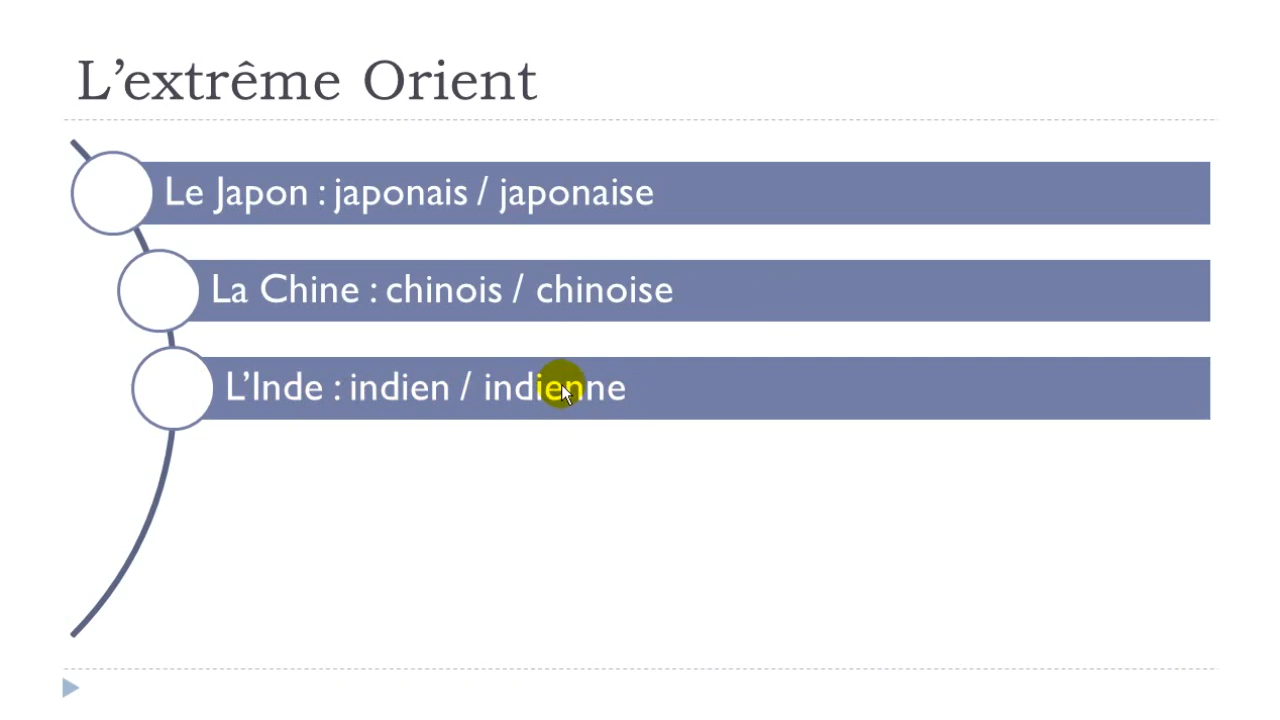 L’extrême Orient
Le Japon : japonais / japonaise
La Chine : chinois / chinoise
L’Inde : indien / indienne